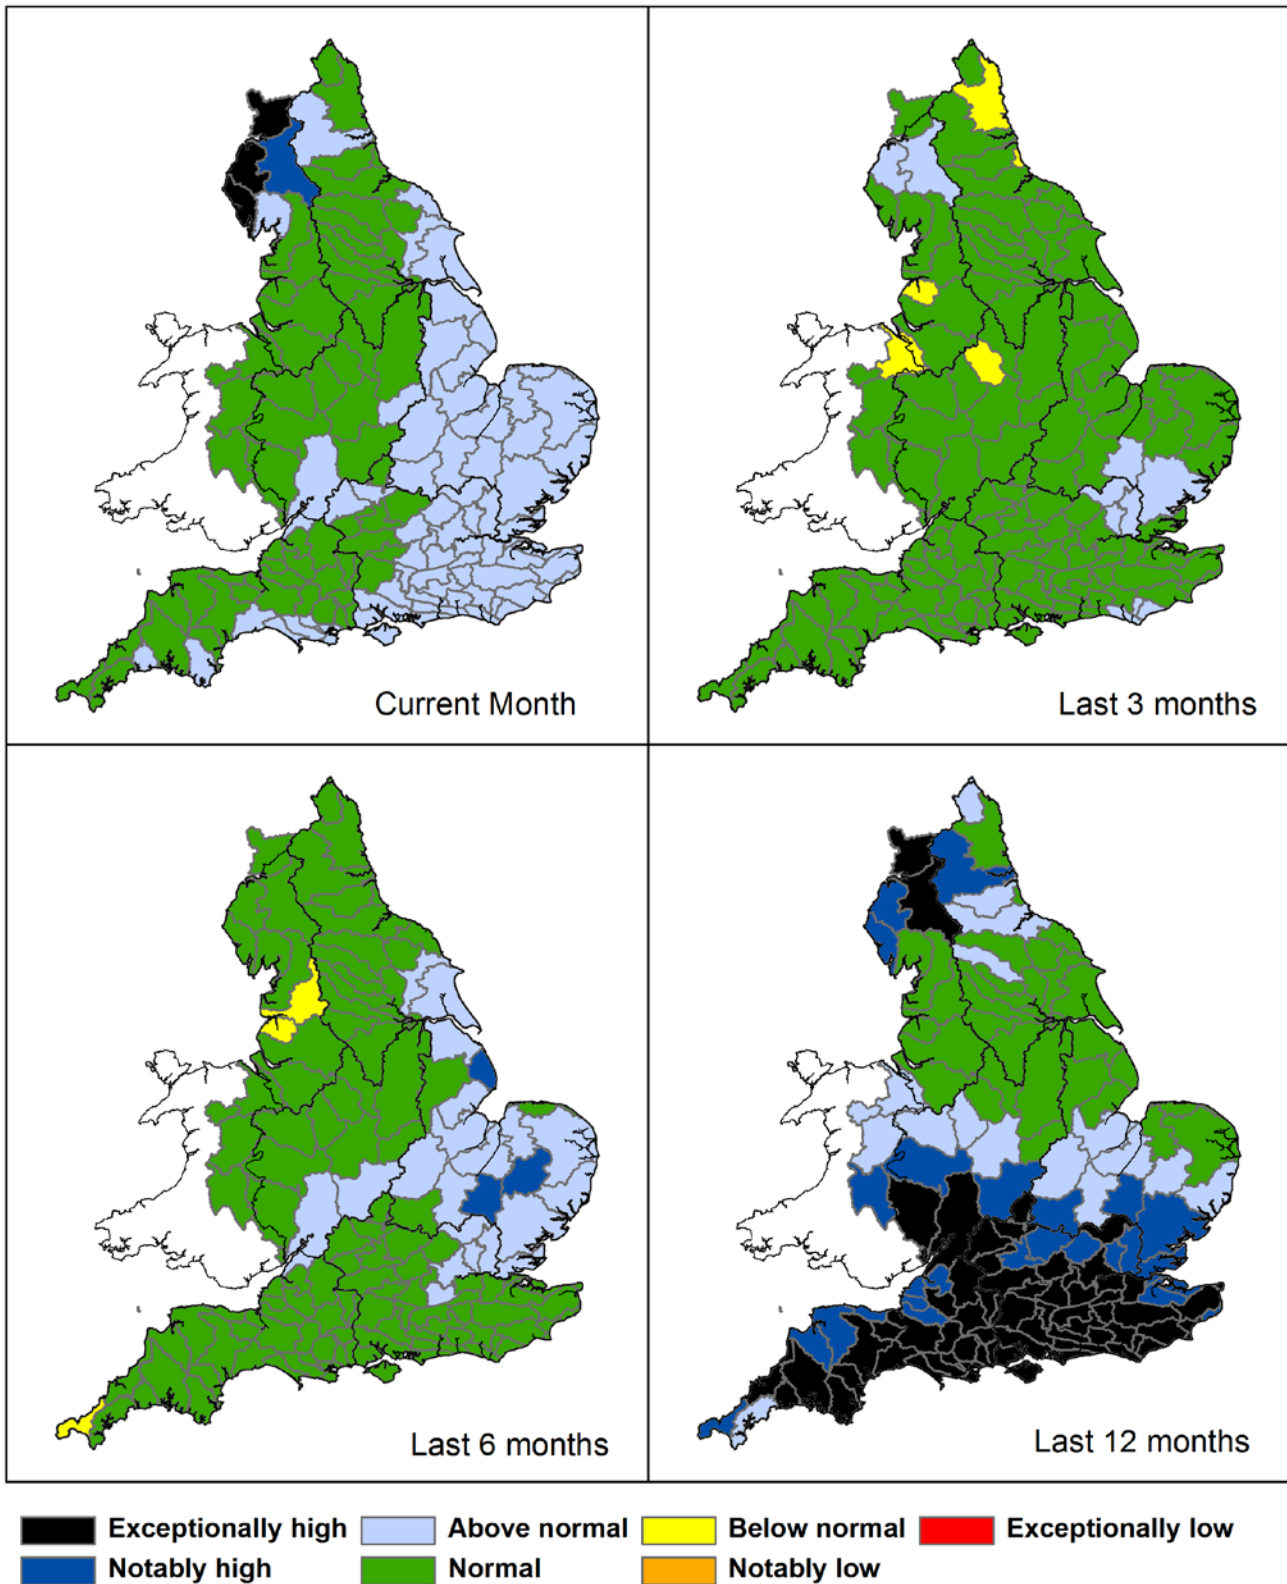 Current Month
Last 3 months
Last 6 months
Last 12 months
Exceptionally high
Above normal
Below normal
Exceptionally low
Notably high
Normal
Notably low